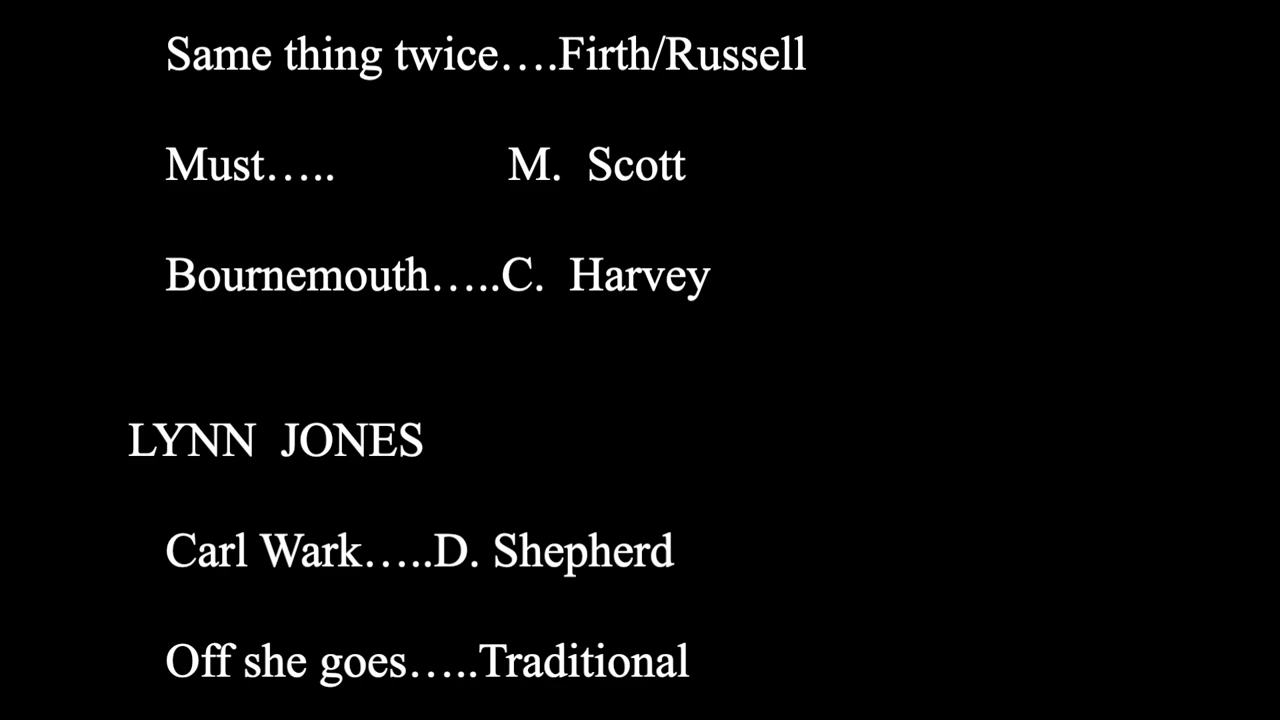 Same thing twice….Firth/Russell
Must….. M. Scott
Bournemouth…..C. Harvey
LYNN JONES
Carl Wark…..D. Shepherd
Off she goes…..Traditional